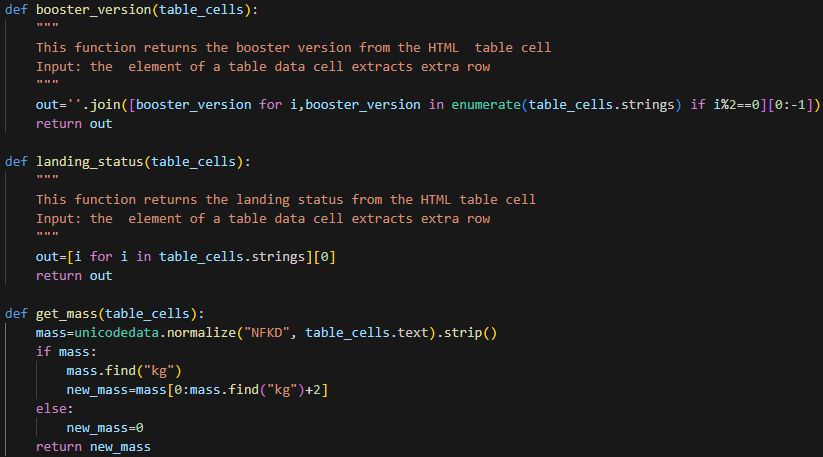 def booster_version(table_cells):
    """
    This function returns the booster version from the HTML  table cell
    Input: the  element of a table data cell extracts extra row
    """
    out=''.join([booster_version for i,booster_version in enumerate(table_cells.strings) if i%2==0][0:-1])
    return out
def landing_status(table_cells):
    """
    This function returns the landing status from the HTML table cell
    Input: the  element of a table data cell extracts extra row
    """
    out=[i for i in table_cells.strings][0]
    return out
def get_mass(table_cells):
    mass=unicodedata.normalize("NFKD", table_cells.text).strip()
    if mass:
        mass.find("kg")
        new_mass=mass[0:mass.find("kg")+2]
    else:
        new_mass=0
    return new_mass